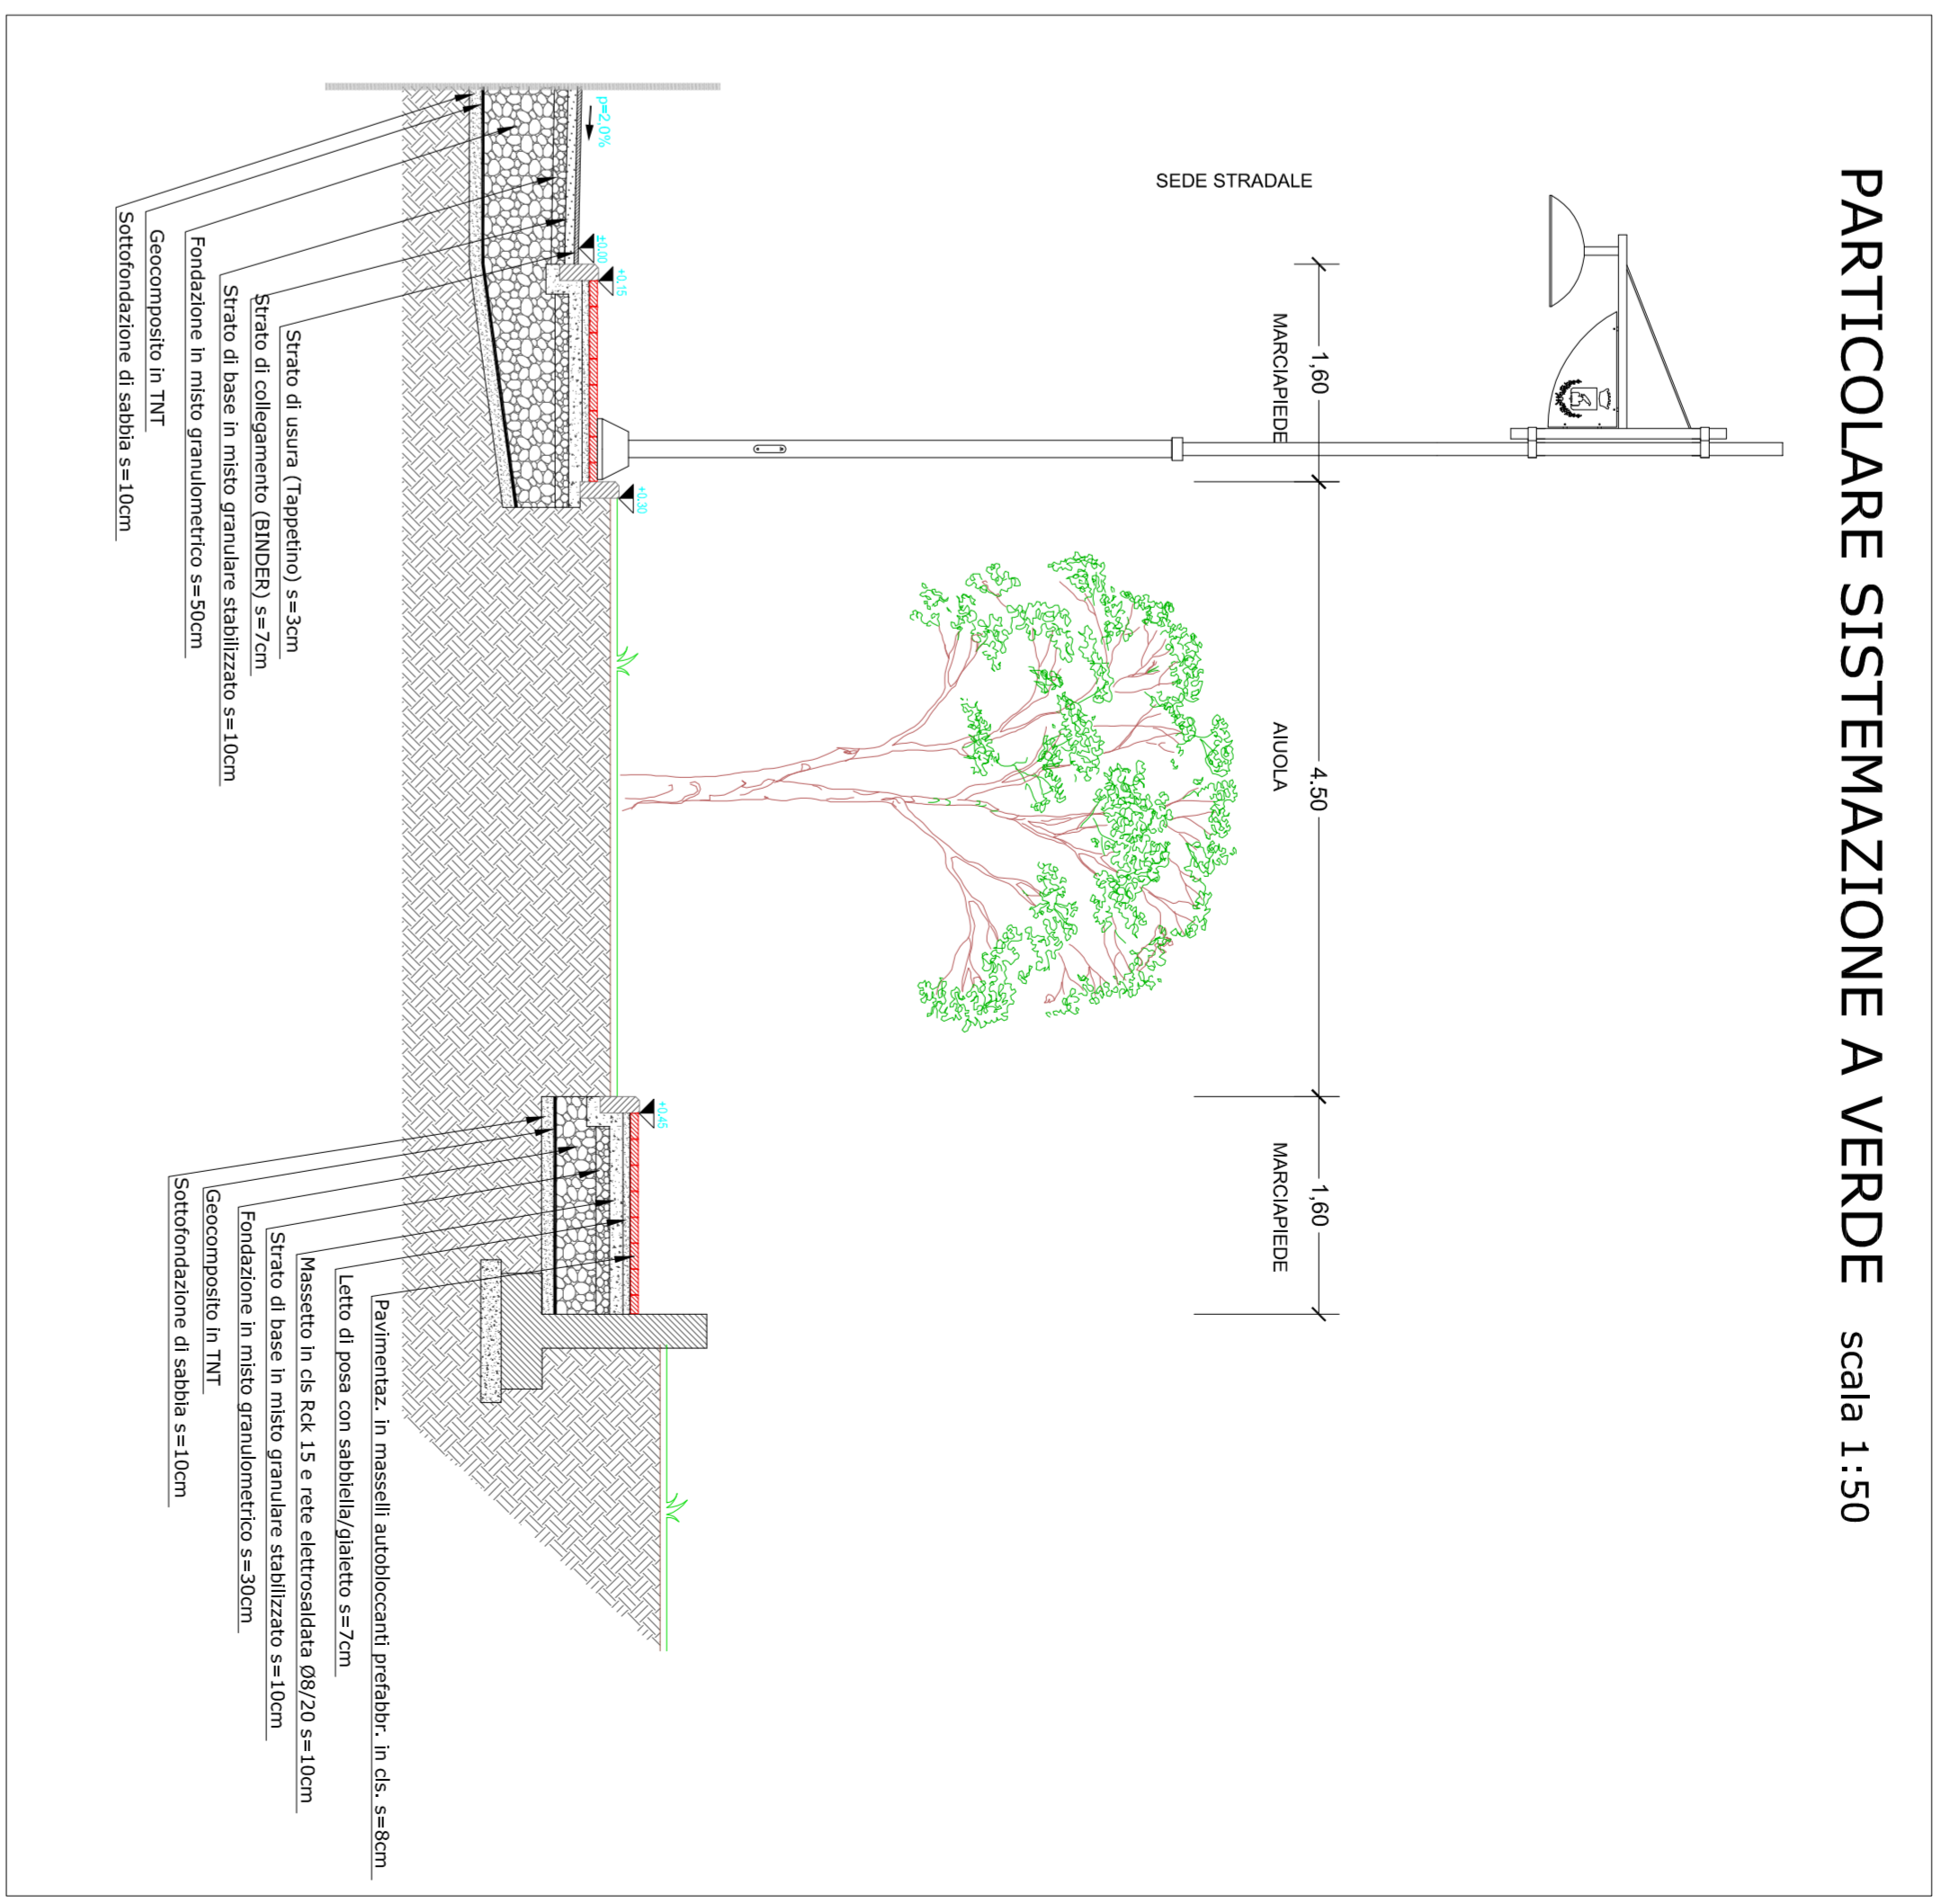 PARTICOLARE SISTEMAZIONE A VERDE scala 1:50
SEDE STRADALE
1,60
MARCIAPIEDE
4.50
AIUOLA
1,60
MARCIAPIEDE
p=2.0%
±0.00
+0.15
+0.30
+0.45
Strato di usura (Tappetino) s=3cm
Strato di collegamento (BINDER) s=7cm
Strato di base in misto granulare stabilizzato s=10cm
Fondazione in misto granulometrico s=50cm
Geocomposito in TNT
Sottofondazione di sabbia s=10cm
Pavimentaz. in masselli autobloccanti prefabbr. in cls. s=8cm
Letto di posa con sabbiella/giaietto s=7cm
Massetto in cls Rck 15 e rete elettrosaldata Ø8/20 s=10cm
Strato di base in misto granulare stabilizzato s=10cm
Fondazione in misto granulometrico s=30cm
Geocomposito in TNT
Sottofondazione di sabbia s=10cm